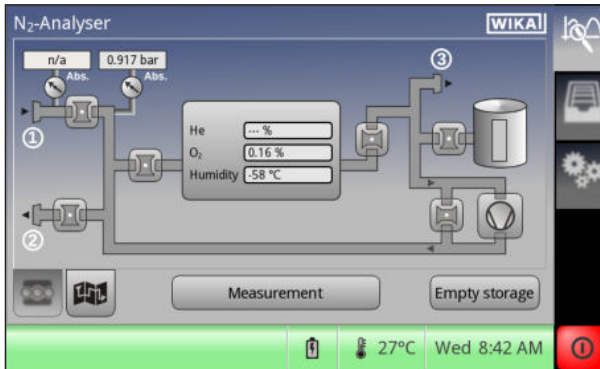 N₂-Analyser
WIKA
n/a
0.917 bar
Abs.
Abs.
①
③
He --- %
O₂ 0.16 %
Humidity -58 °C
②
Measurement
Empty storage
27°C
Wed 8:42 AM